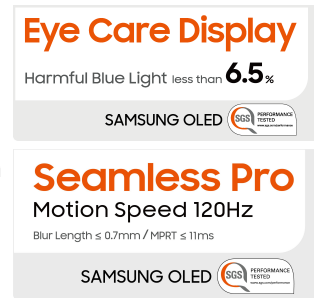 Eye Care Display
Harmful Blue Light less than 6.5%
SAMSUNG OLED
SGS PERFORMANCE
TESTED
Seamless Pro
Motion Speed 120Hz
Blur Length ≤ 0.7mm / MPRT ≤ 11ms
SAMSUNG OLED
SGS PERFORMANCE
TESTED